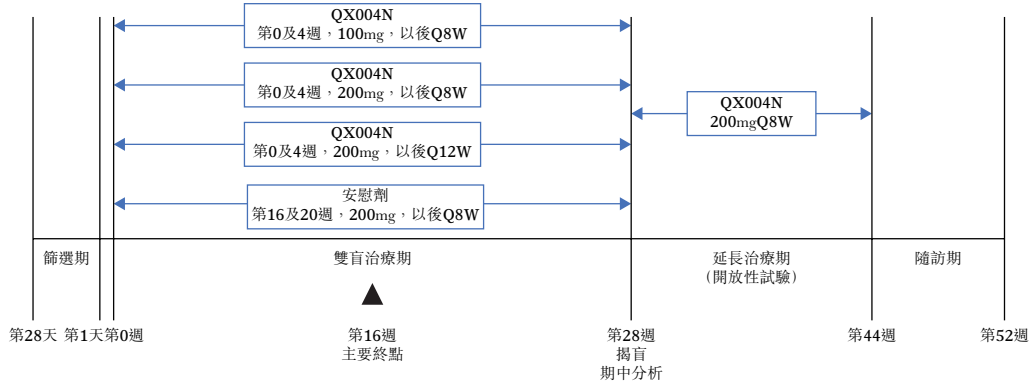 QX004N
第0及4週，100mg，以後Q8W
QX004N
第0及4週，200mg，以後Q8W
QX004N
第0及4週，200mg，以後Q12W
安慰劑
第16及20週，200mg，以後Q8W
QX004N
200mgQ8W
篩選期
雙盲治療期
延長治療期
(開放性試驗)
隨訪期
第28天
第1天
第0週
第16週
主要終點
第28週
揭盲
期中分析
第44週
第52週